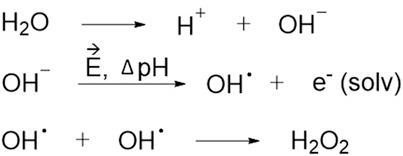 H₂O ⟶ H⁺ + OH⁻
E⃗, ΔpH
OH⁻ ⟶ OH• + e⁻ (solv)
OH• + OH• ⟶ H₂O₂